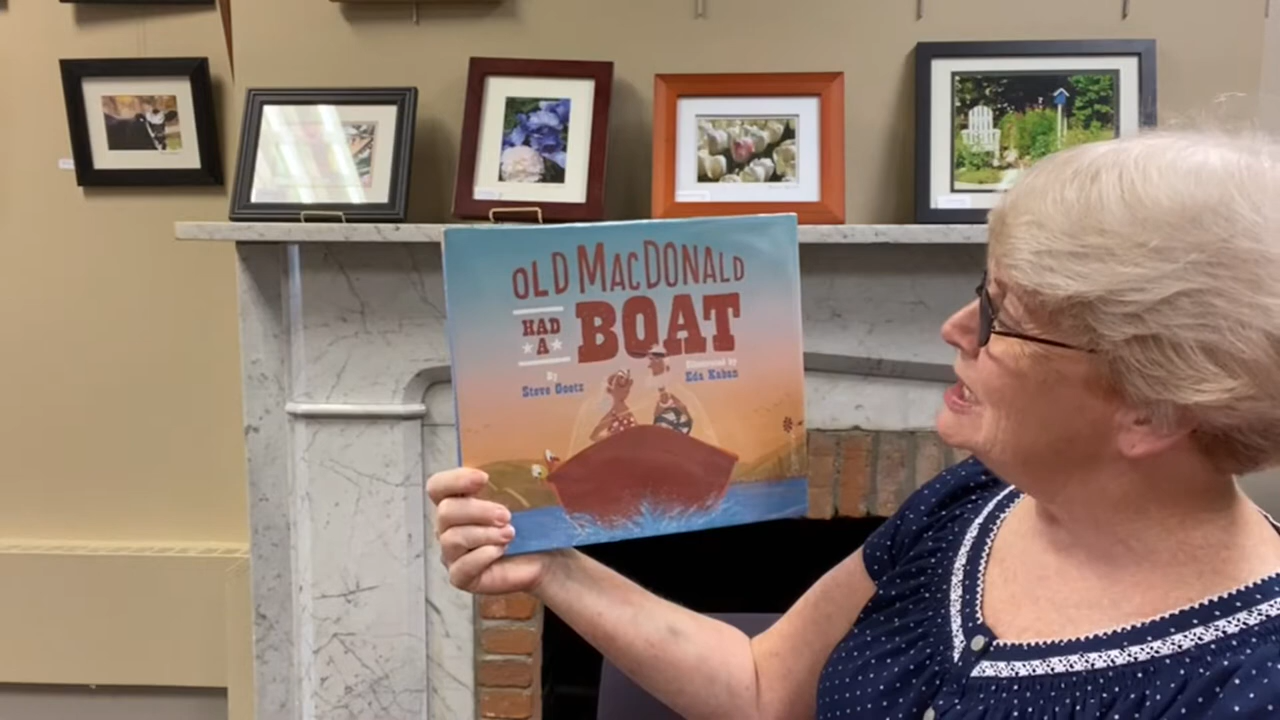 OLD MACDONALD
HAD
A
BOAT
By
Steve Goetz
Illustrated by
Eda Kaban